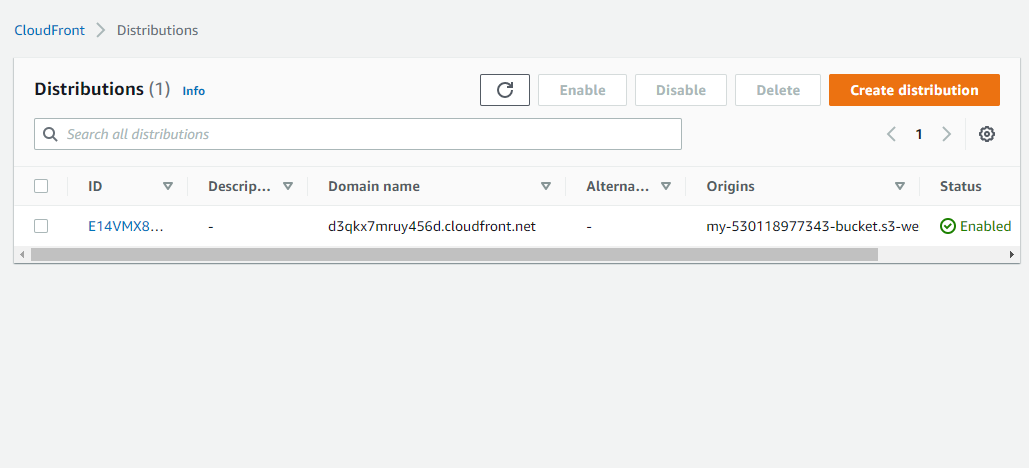 CloudFront > Distributions
Distributions (1) Info Enable Disable Delete Create distribution
Search all distributions 1
ID Descrip... Domain name Alterna... Origins Status
E14VMX8... - d3qkx7mruy456d.cloudfront.net - my-530118977343-bucket.s3-we Enabled